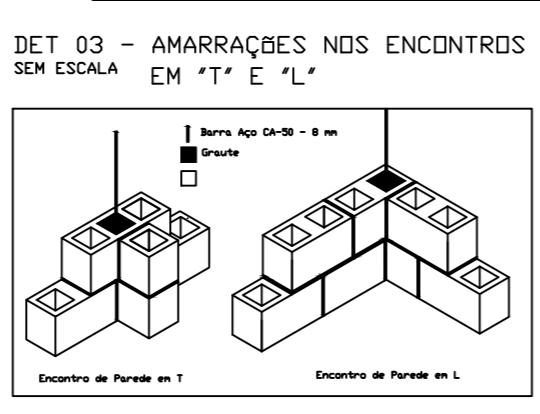 DET 03 - AMARRAÇÕES NOS ENCONTROS
SEM ESCALA EM "T" E "L"
Barra Aço CA-50 - 8 mm
Graute
Encontro de Parede em T
Encontro de Parede em L